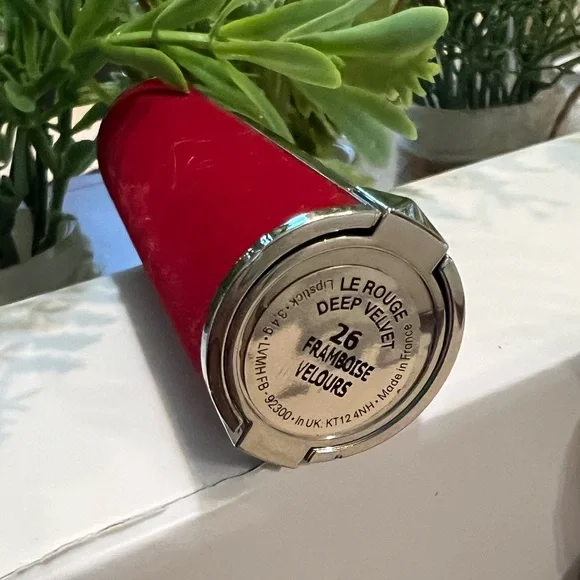 LE ROUGE
DEEP VELVET
26
FRAMBOISE
VELOURS
Lipstick • 3,4g • LVMH FB • 92300 • In UK: KT12 4NH • Made in France